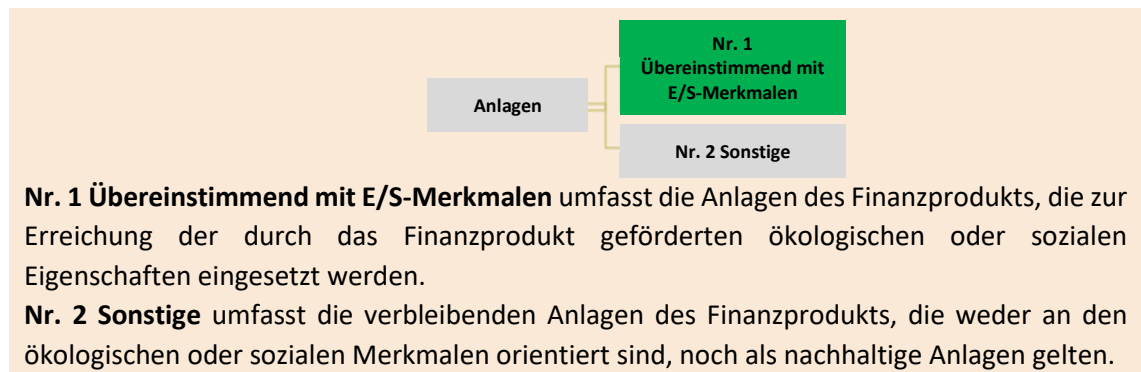 Nr. 1
Übereinstimmend mit
E/S-Merkmalen
Anlagen
Nr. 2 Sonstige
Nr. 1 Übereinstimmend mit E/S-Merkmalen umfasst die Anlagen des Finanzprodukts, die zur
Erreichung der durch das Finanzprodukt geförderten ökologischen oder sozialen
Eigenschaften eingesetzt werden.
Nr. 2 Sonstige umfasst die verbleibenden Anlagen des Finanzprodukts, die weder an den
ökologischen oder sozialen Merkmalen orientiert sind, noch als nachhaltige Anlagen gelten.